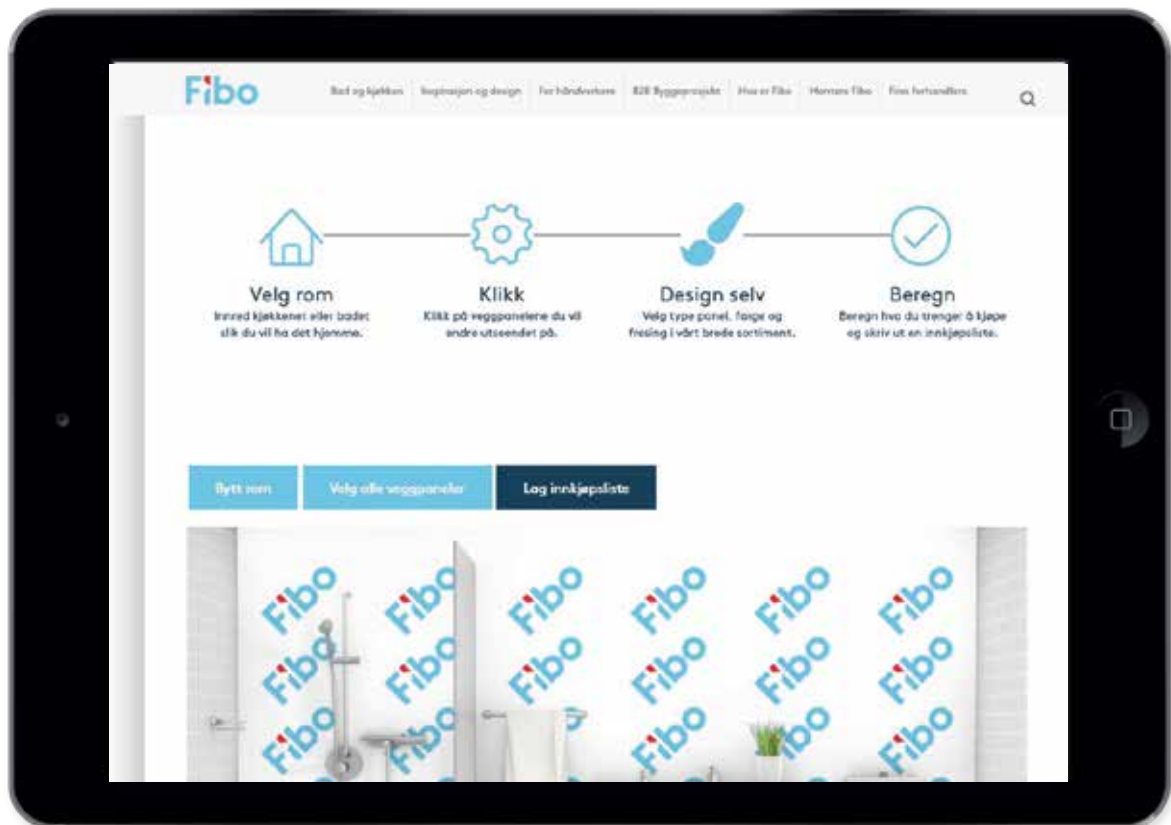 Fibo
Bad og kjøkken Inspirasjon og design For håndverkere B2B Byggeprosjekt Hva er Fibo Montere Fibo Finn forhandlere
Velg rom
Innred kjøkkenet eller badet
slik du vil ha det hjemme.
Klikk
Klikk på veggpanelene du vil
endre utseendet på.
Design selv
Velg type panel, farge og
fresing i vårt brede sortiment.
Beregn
Beregn hva du trenger å kjøpe
og skriv ut en innkjøpsliste.
Bytt rom
Velg alle veggpaneler
Lag innkjøpsliste
Fibo Fibo Fibo Fibo Fibo Fibo
Fibo Fibo Fibo Fibo Fibo Fibo
Fibo Fibo Fibo Fibo Fibo Fibo